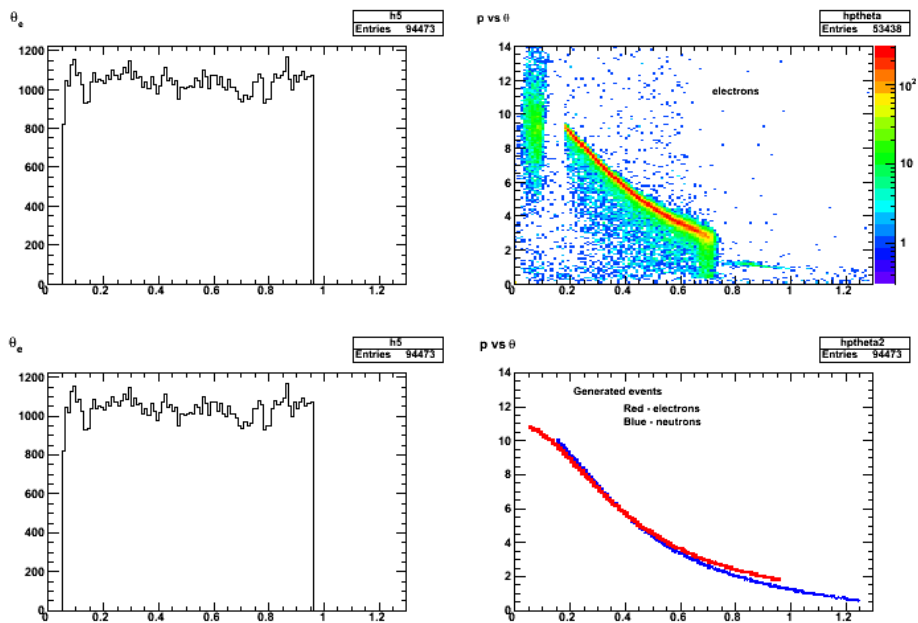 θe
h5
Entries 94473
1200
1000
800
600
400
200
0
0 0.2 0.4 0.6 0.8 1 1.2
p vs θ
hptheta
Entries 53438
14
12
10
8
6
4
2
0
electrons
10²
10
1
0 0.2 0.4 0.6 0.8 1 1.2
θe
h5
Entries 94473
1200
1000
800
600
400
200
0
0 0.2 0.4 0.6 0.8 1 1.2
p vs θ
hptheta2
Entries 94473
14
12
10
8
6
4
2
0
Generated events
Red - electrons
Blue - neutrons
0 0.2 0.4 0.6 0.8 1 1.2